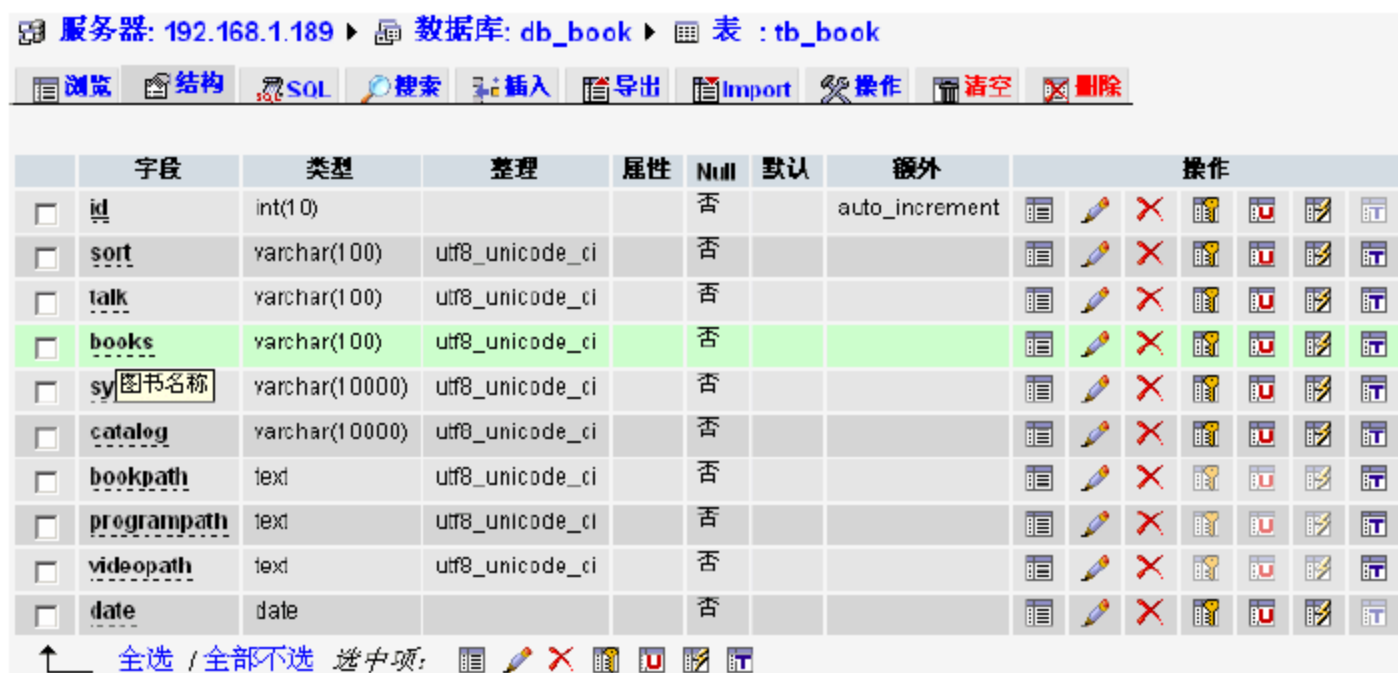 服务器: 192.168.1.189 ▸ 数据库: db_book ▸ 表 : tb_book
浏览 结构 SQL 搜索 插入 导出 Import 操作 清空 删除
字段 类型 整理 属性 Null 默认 额外 操作
id int(10) 否 auto_increment
sort varchar(100) utf8_unicode_ci 否
talk varchar(100) utf8_unicode_ci 否
books varchar(100) utf8_unicode_ci 否
sy 图书名称 varchar(10000) utf8_unicode_ci 否
catalog varchar(10000) utf8_unicode_ci 否
bookpath text utf8_unicode_ci 否
programpath text utf8_unicode_ci 否
videopath text utf8_unicode_ci 否
date date 否
全选 / 全部不选 选中项: